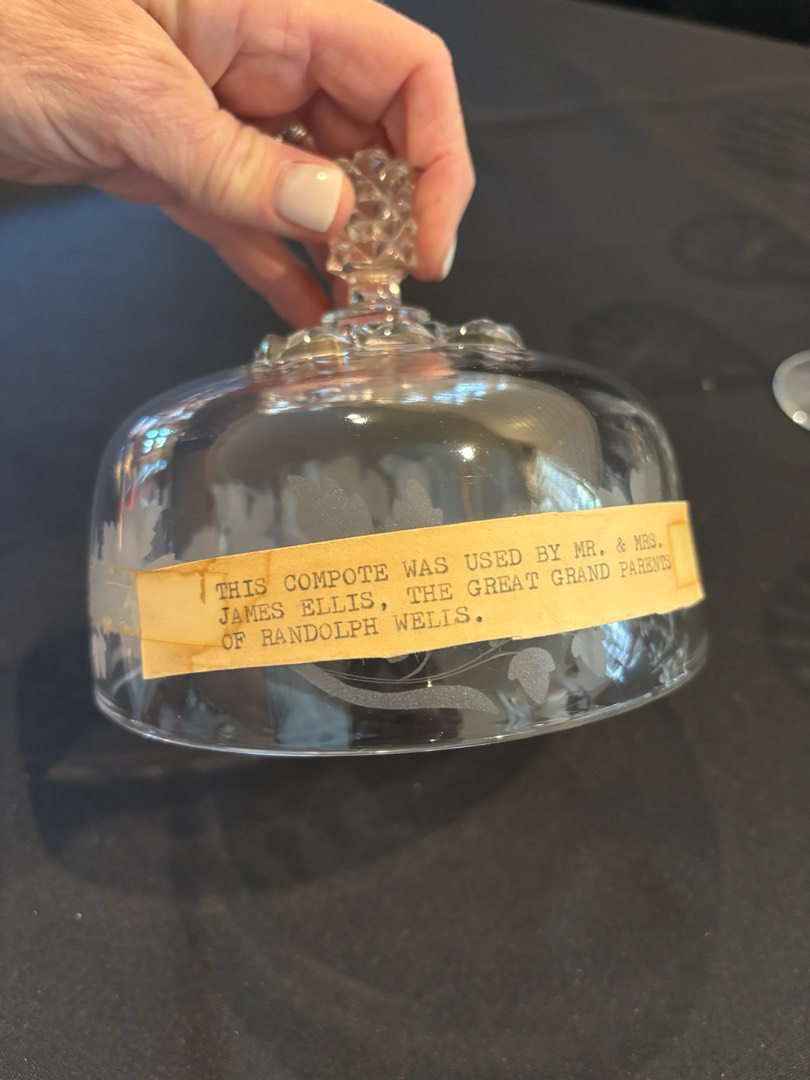 THIS COMPOTE WAS USED BY MR. & MRS.
JAMES ELLIS, THE GREAT GRAND PARENTS
OF RANDOLPH WELLS.